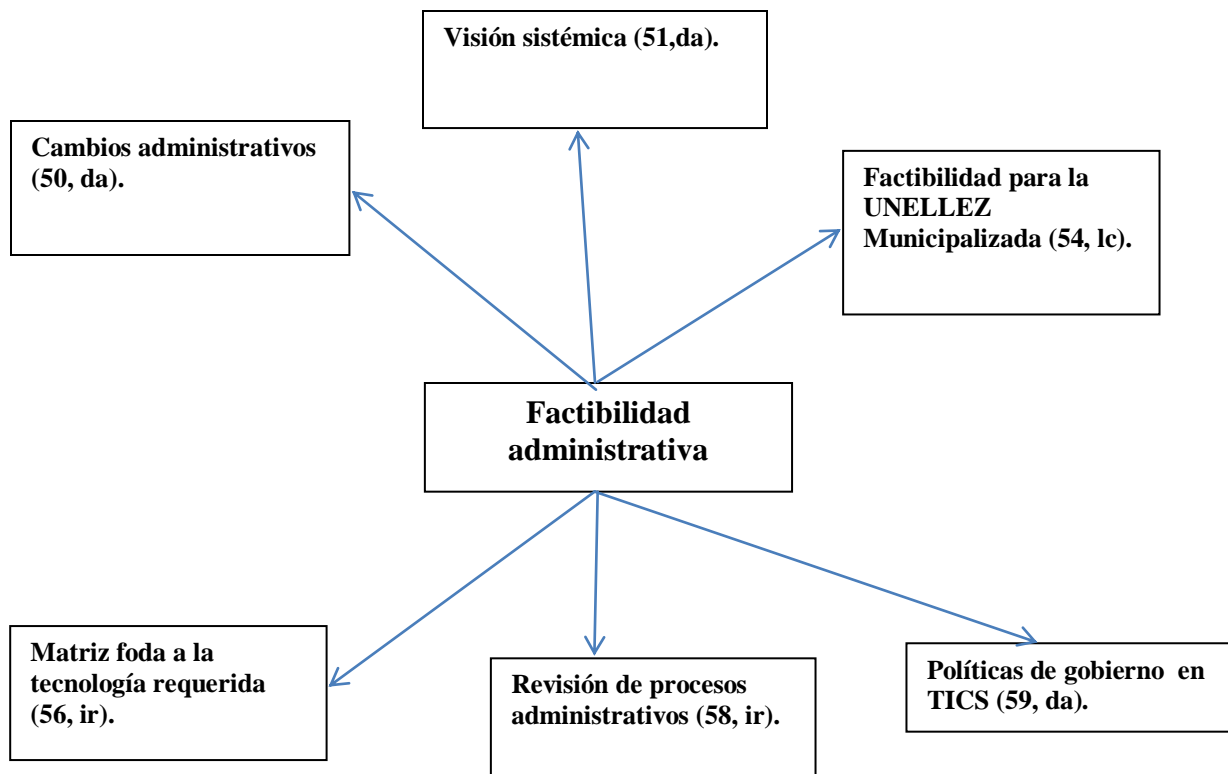 Visión sistémica (51,da).
Cambios administrativos
(50, da).
Factibilidad para la
UNELLEZ
Municipalizada (54, lc).
Factibilidad
administrativa
Matriz foda a la
tecnología requerida
(56, ir).
Revisión de procesos
administrativos (58, ir).
Políticas de gobierno en
TICS (59, da).